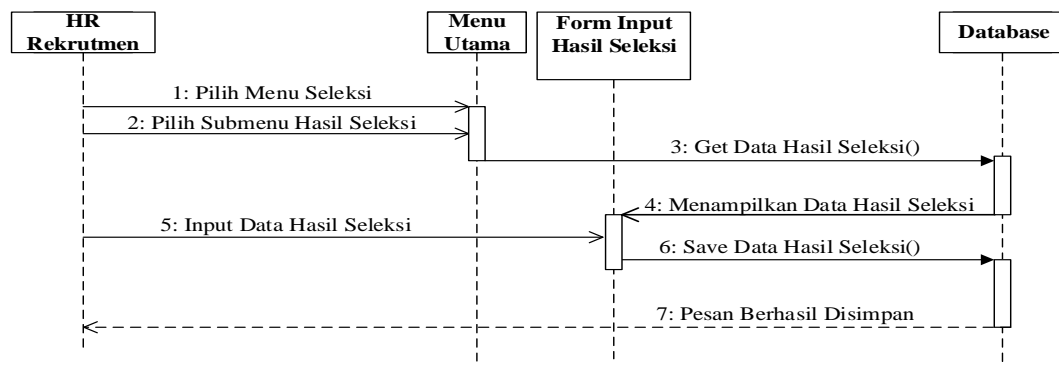 HR
Rekrutmen
Menu
Utama
Form Input
Hasil Seleksi
Database
1: Pilih Menu Seleksi
2: Pilih Submenu Hasil Seleksi
3: Get Data Hasil Seleksi()
4: Menampilkan Data Hasil Seleksi
5: Input Data Hasil Seleksi
6: Save Data Hasil Seleksi()
7: Pesan Berhasil Disimpan